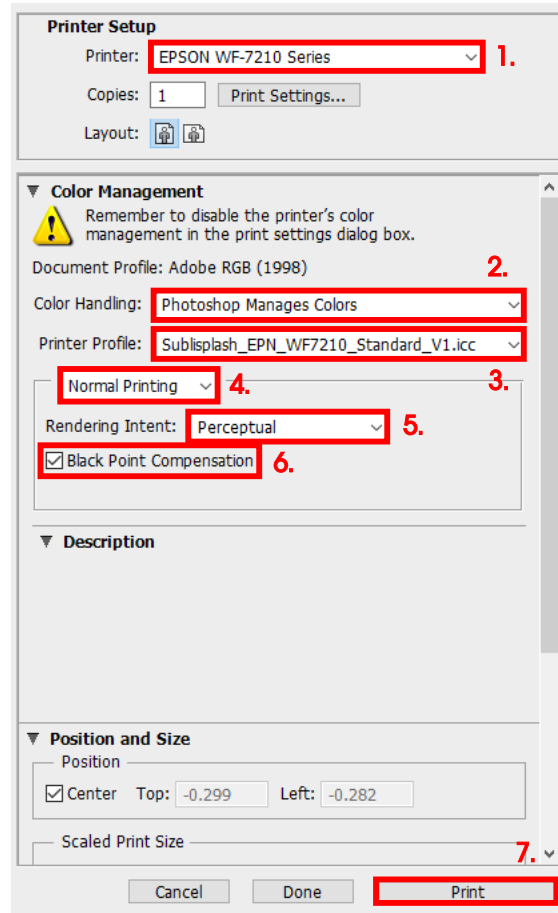 Printer Setup
Printer: EPSON WF-7210 Series 1.
Copies: 1 Print Settings...
Layout:
Color Management
Remember to disable the printer's color
management in the print settings dialog box.
Document Profile: Adobe RGB (1998)
2.
Color Handling: Photoshop Manages Colors
Printer Profile: Sublisplash_EPN_WF7210_Standard_V1.icc
3.
Normal Printing 4.
Rendering Intent: Perceptual 5.
Black Point Compensation 6.
Description
Position and Size
Position
Center Top: -0.299 Left: -0.282
Scaled Print Size
7.
Cancel Done Print